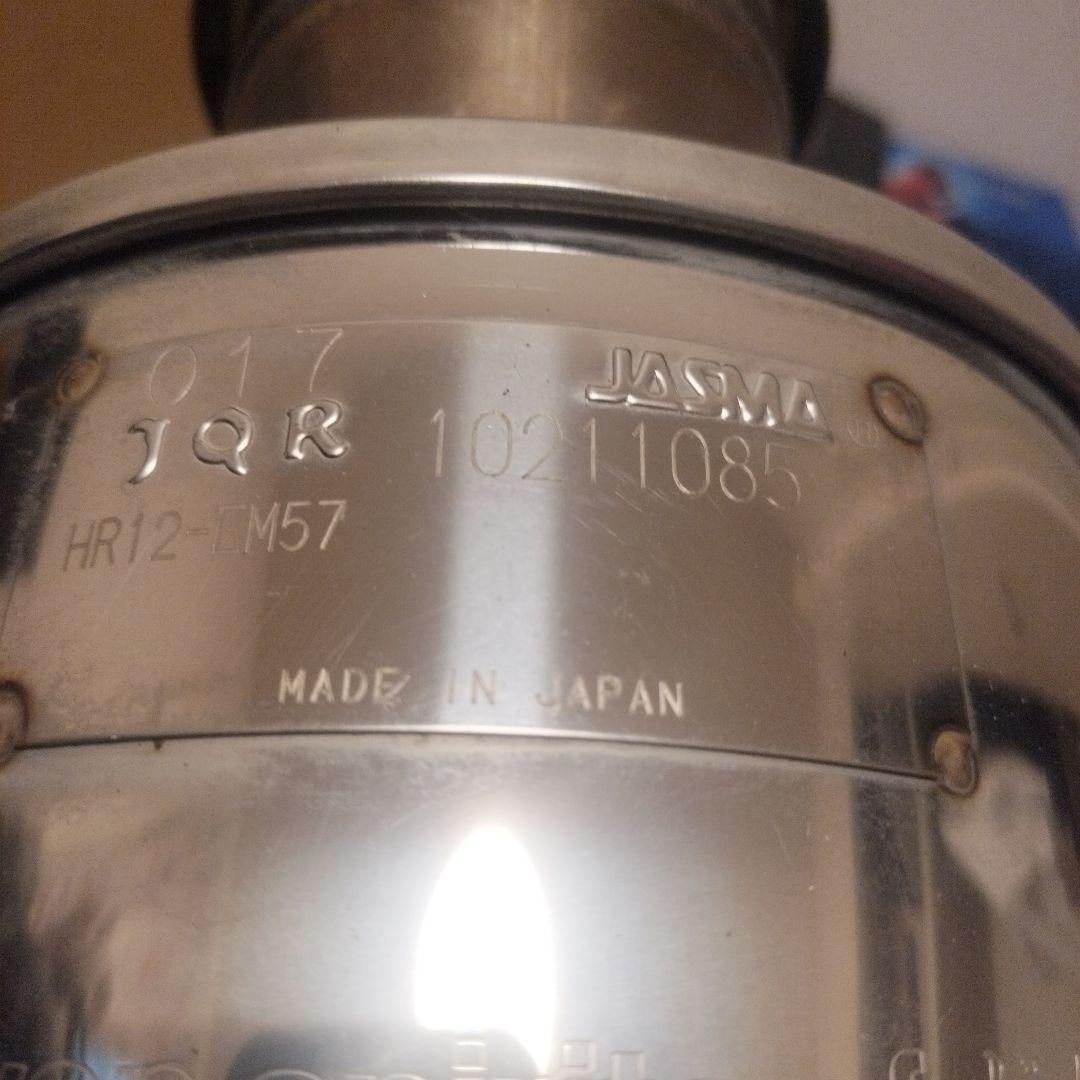 017 JASMA®
JQR 10211085
HR12-EM57
MADE IN JAPAN